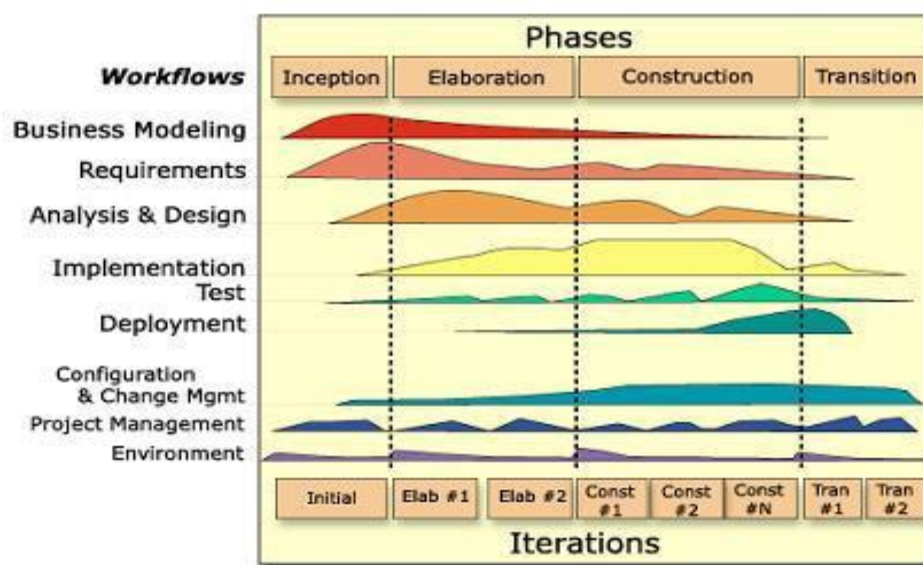 Phases
Workflows
Inception
Elaboration
Construction
Transition
Business Modeling
Requirements
Analysis & Design
Implementation
Test
Deployment
Configuration
& Change Mgmt
Project Management
Environment
Initial
Elab #1
Elab #2
Const
#1
Const
#2
Const
#N
Tran
#1
Tran
#2
Iterations